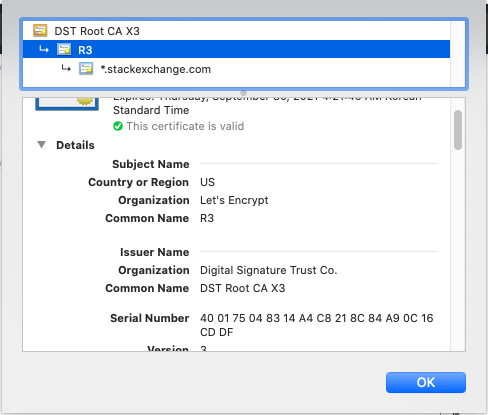 DST Root CA X3
R3
*.stackexchange.com
Expires: Thursday, September 30, 2021 4:21:40 AM Korean
Standard Time
This certificate is valid
Details
Subject Name
Country or Region US
Organization Let's Encrypt
Common Name R3
Issuer Name
Organization Digital Signature Trust Co.
Common Name DST Root CA X3
Serial Number 40 01 75 04 83 14 A4 C8 21 8C 84 A9 0C 16
CD DF
Version 3
OK